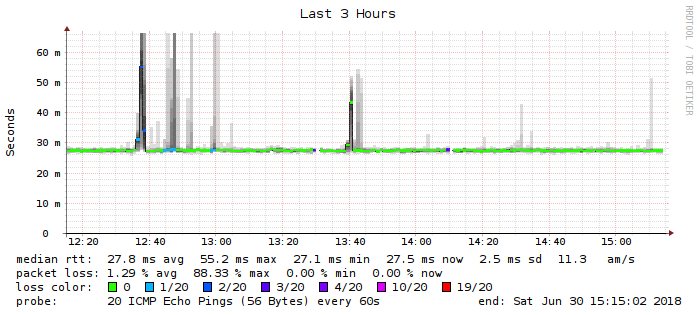 Last 3 Hours
RRDTOOL / TOBI OETIKER
Seconds
60 m
50 m
40 m
30 m
20 m
10 m
0
12:20 12:40 13:00 13:20 13:40 14:00 14:20 14:40 15:00
median rtt: 27.8 ms avg 55.2 ms max 27.1 ms min 27.5 ms now 2.5 ms sd 11.3 am/s
packet loss: 1.29 % avg 88.33 % max 0.00 % min 0.00 % now
loss color: 0 1/20 2/20 3/20 4/20 10/20 19/20
probe: 20 ICMP Echo Pings (56 Bytes) every 60s end: Sat Jun 30 15:15:02 2018